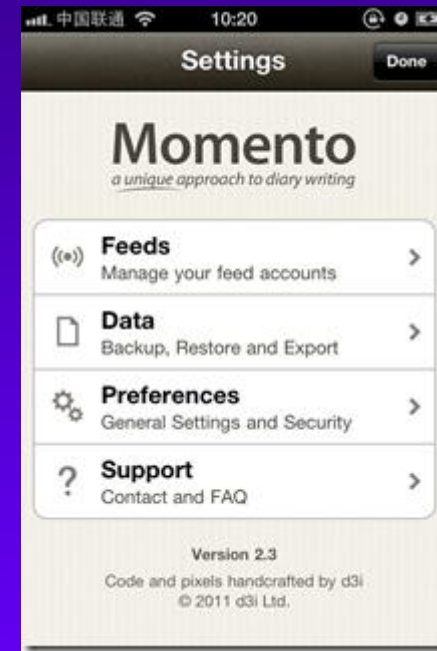 中国联通 10:20
Settings Done
Momento
a unique approach to diary writing
Feeds
Manage your feed accounts
Data
Backup, Restore and Export
Preferences
General Settings and Security
Support
Contact and FAQ
Version 2.3
Code and pixels handcrafted by d3i
© 2011 d3i Ltd.